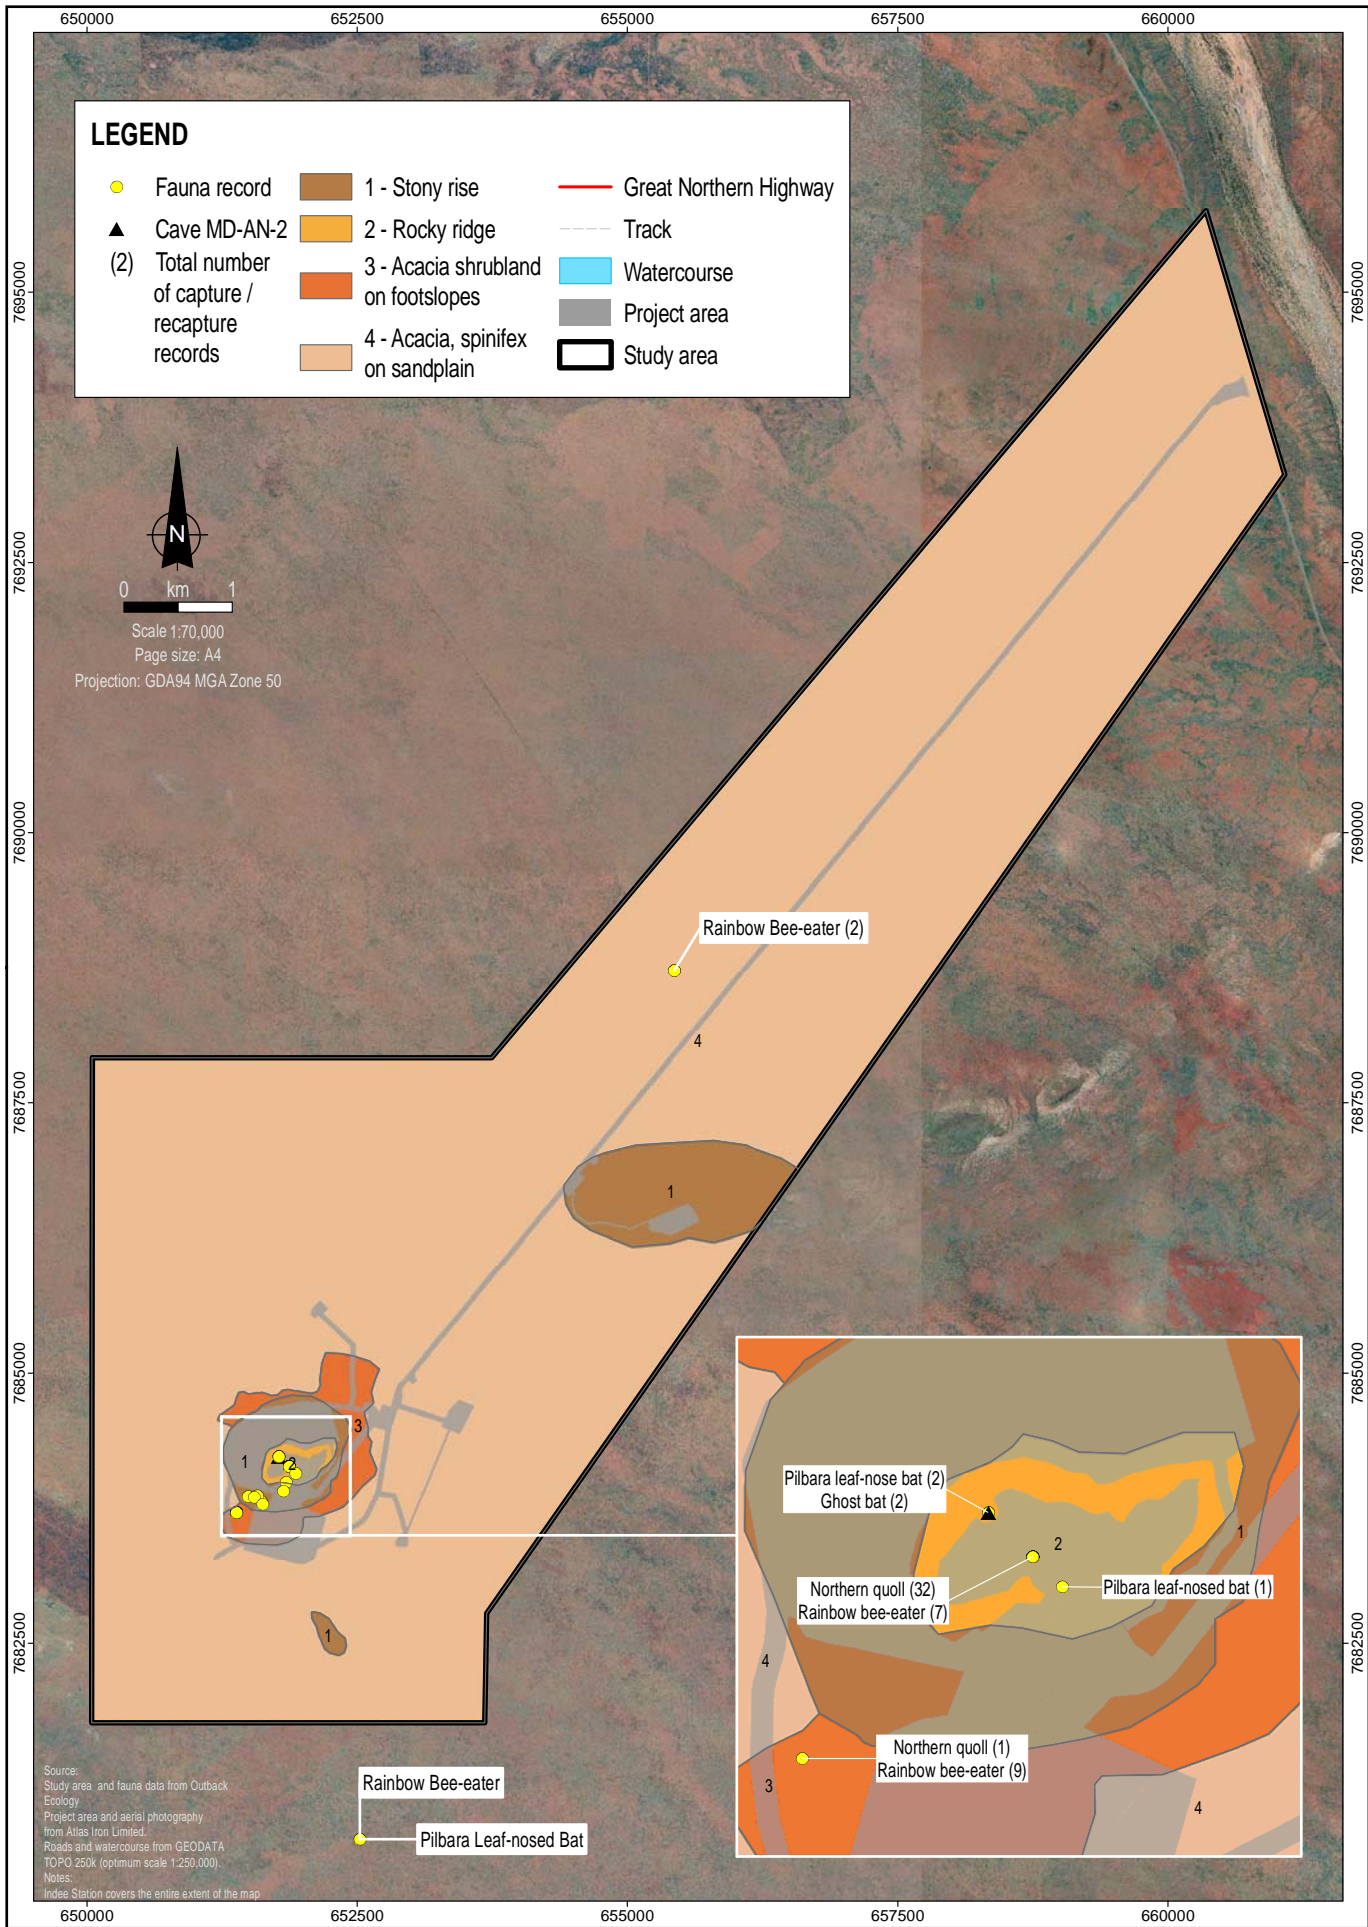 650000
652500
655000
657500
660000
LEGEND
Fauna record
Cave MD-AN-2
(2) Total number
of capture /
recapture
records
1 - Stony rise
2 - Rocky ridge
3 - Acacia shrubland
on footslopes
4 - Acacia, spinifex
on sandplain
Great Northern Highway
Track
Watercourse
Project area
Study area
7695000
7695000
N
0 km 1
Scale 1:70,000
Page size: A4
Projection: GDA94 MGA Zone 50
7692500
7692500
7690000
7690000
Rainbow Bee-eater (2)
4
7687500
7687500
1
7685000
7685000
3
1
2
1
7682500
7682500
Pilbara leaf-nose bat (2)
Ghost bat (2)
2
1
Northern quoll (32)
Rainbow bee-eater (7)
Pilbara leaf-nosed bat (1)
4
Northern quoll (1)
Rainbow bee-eater (9)
3
4
Rainbow Bee-eater
Pilbara Leaf-nosed Bat
Source:
Study area and fauna data from Outback
Ecology
Project area and aerial photography
from Atlas Iron Limited.
Roads and watercourse from GEODATA
TOPO 250k (optimum scale 1:250,000).
Notes:
Indee Station covers the entire extent of the map
650000
652500
655000
657500
660000